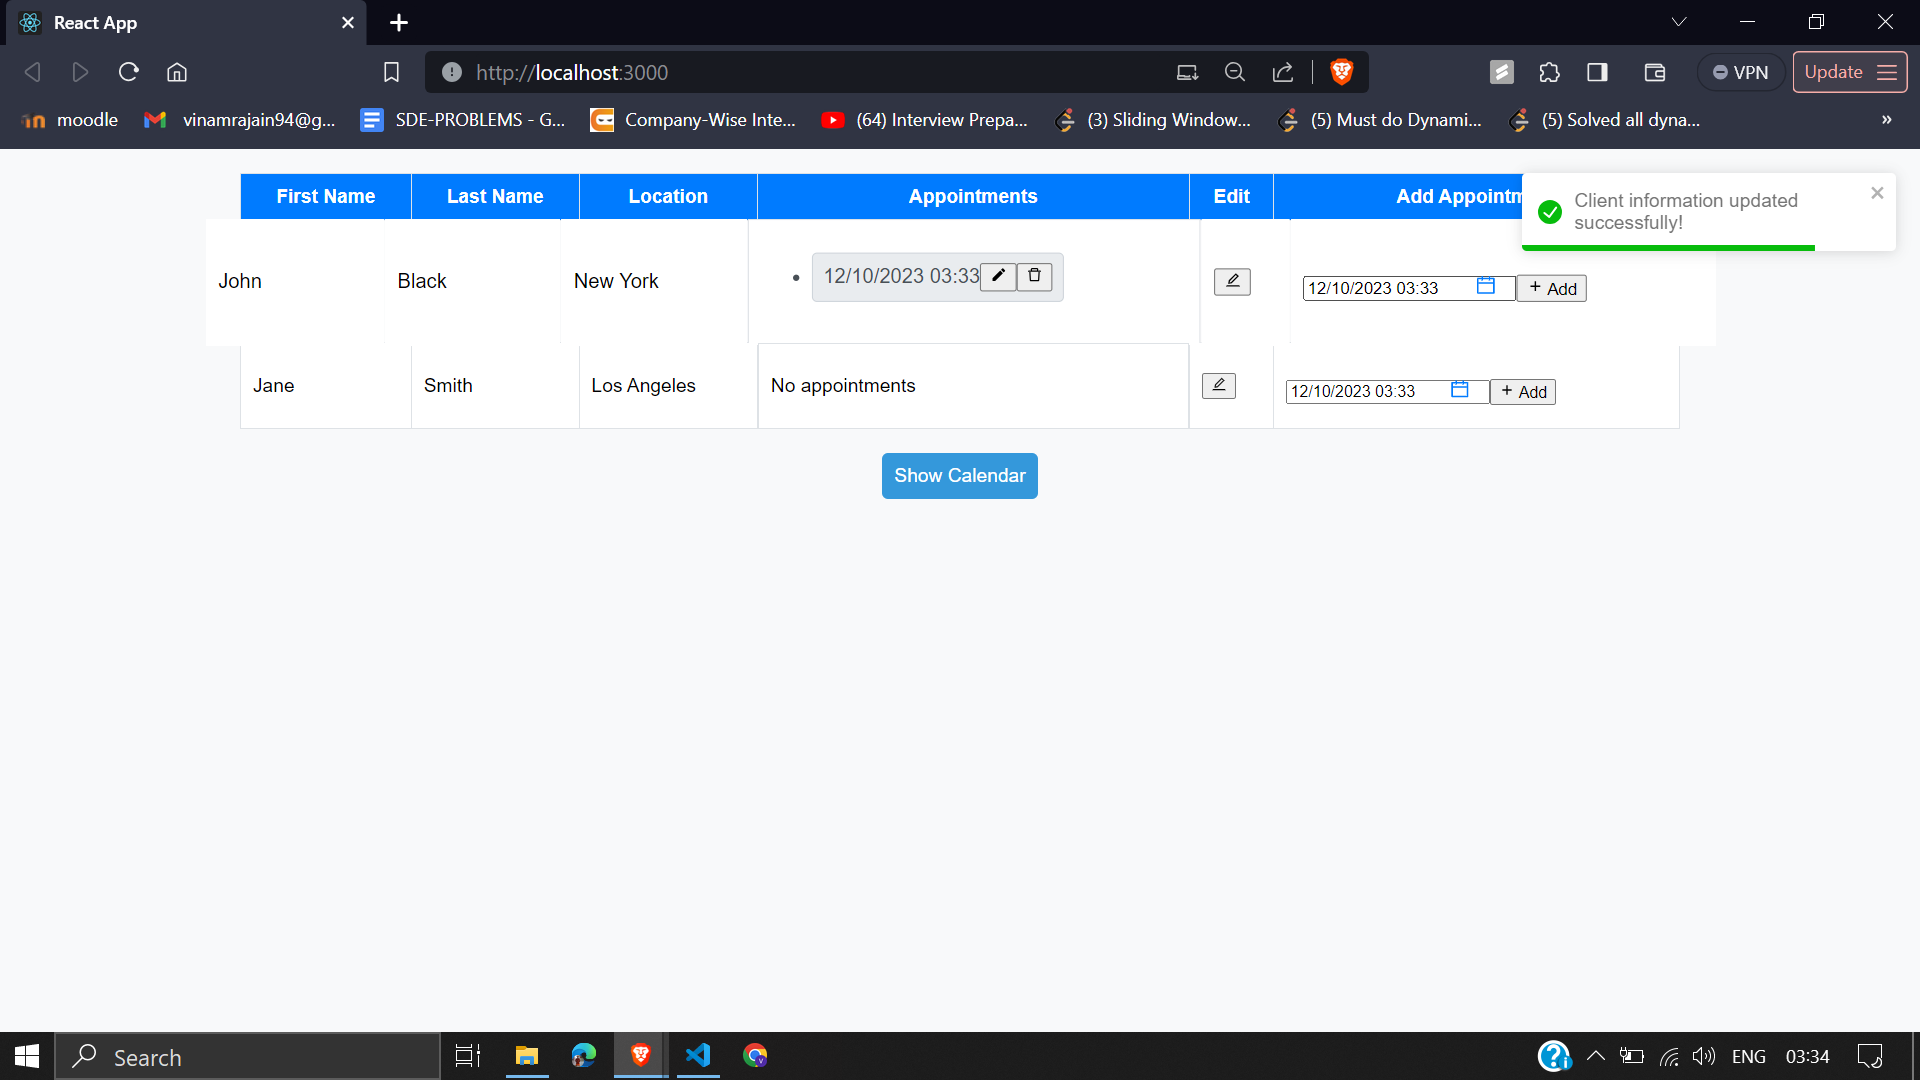 React App
http://localhost:3000
VPN
Update
moodle
vinamrajain94@g...
SDE-PROBLEMS - G...
Company-Wise Inte...
(64) Interview Prepa...
(3) Sliding Window...
(5) Must do Dynami...
(5) Solved all dyna...
»
First Name Last Name Location Appointments Edit Add Appointm
Client information updated
successfully!
John Black New York • 12/10/2023 03:33 12/10/2023 03:33 + Add
Jane Smith Los Angeles No appointments 12/10/2023 03:33 + Add
Show Calendar
Search
ENG
03:34